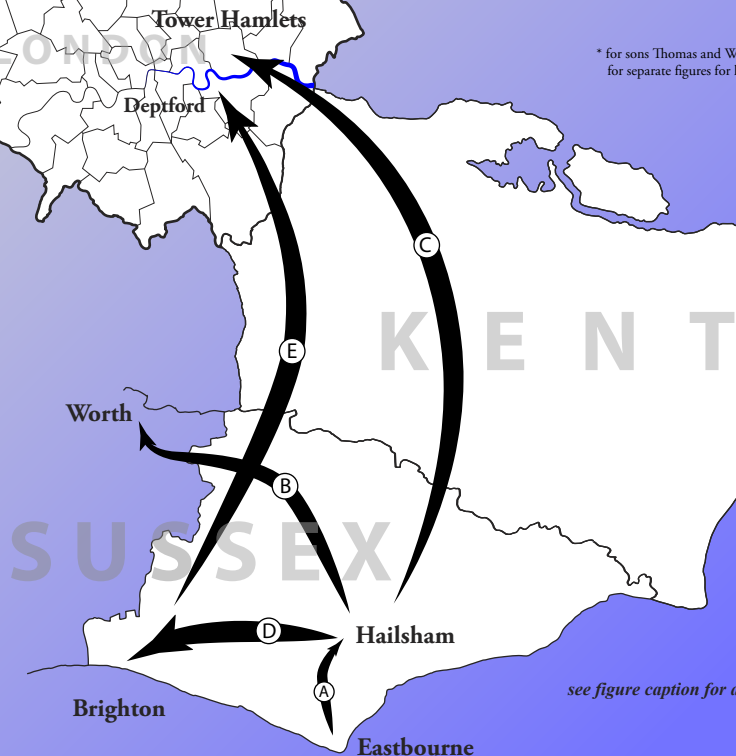 Tower Hamlets
LONDON
* for sons Thomas and
for separate figures for
Deptford
C
KENT
E
Worth
B
SUSSEX
D
Hailsham
A
see figure caption for
Brighton
Eastbourne